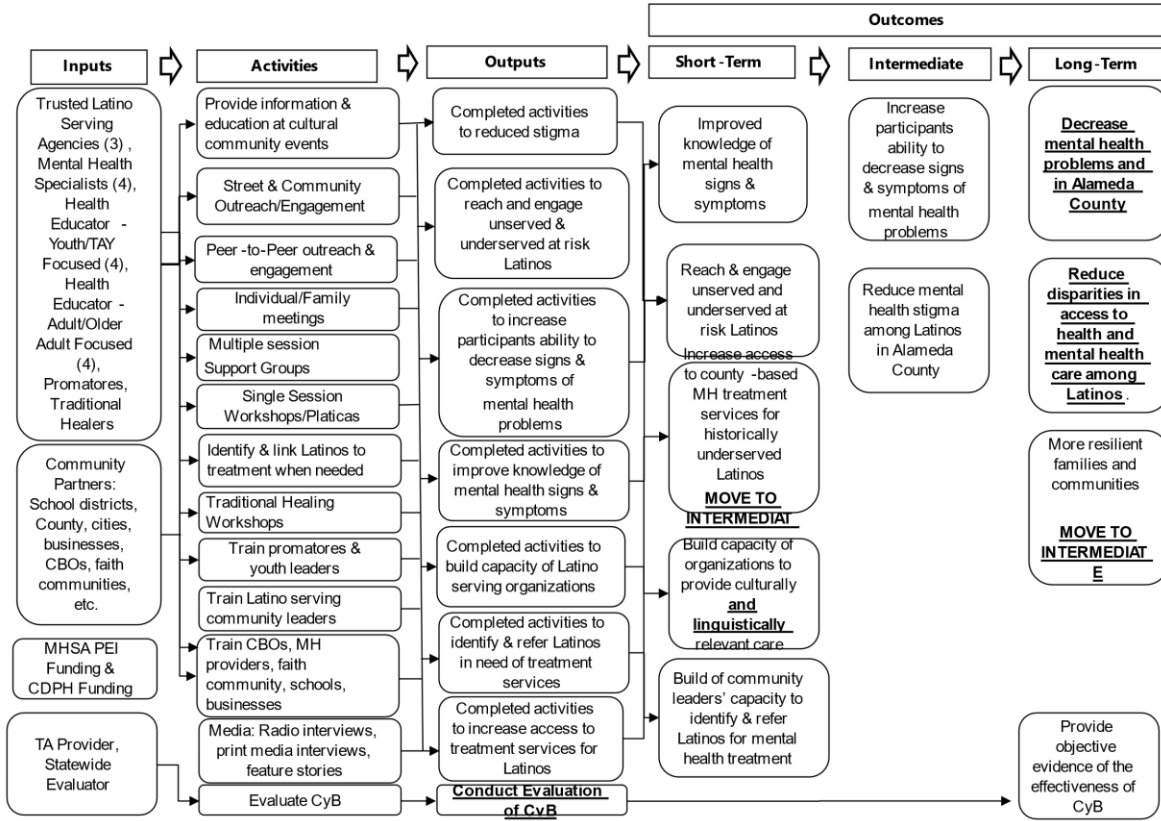 Outcomes
Inputs
Activities
Outputs
Short-Term
Intermediate
Long-Term
Trusted Latino
Serving
Agencies (3) ,
Mental Health
Specialists (4),
Health
Educator -
Youth/TAY
Focused (4),
Health
Educator -
Adult/Older
Adult Focused
(4),
Promatores,
Traditional
Healers
Community
Partners:
School districts,
County, cities,
businesses,
CBOs, faith
communities,
etc.
MHSA PEI
Funding &
CDPH Funding
TA Provider,
Statewide
Evaluator
Provide information &
education at cultural
community events
Street & Community
Outreach/Engagement
Peer-to-Peer outreach &
engagement
Individual/Family
meetings
Multiple session
Support Groups
Single Session
Workshops/Platicas
Identify & link Latinos to
treatment when needed
Traditional Healing
Workshops
Train promatores &
youth leaders
Train Latino serving
community leaders
Train CBOs, MH
providers, faith
community, schools,
businesses
Media: Radio interviews,
print media interviews,
feature stories
Evaluate CyB
Completed activities
to reduced stigma
Completed activities to
reach and engage
unserved &
underserved at risk
Latinos
Completed activities
to increase
participants ability to
decrease signs &
symptoms of
mental health
problems
Completed activities
to improve knowledge of
mental health signs &
symptoms
Completed activities to
build capacity of Latino
serving organizations
Completed activities to
identify & refer Latinos
in need of treatment
services
Completed activities
to increase access to
treatment services for
Latinos
Conduct Evaluation
of CyB
Improved
knowledge of
mental health
signs &
symptoms
Reach & engage
unserved and
underserved at
risk Latinos
Increase access
to county -based
MH treatment
services for
historically
underserved
Latinos
MOVE TO
INTERMEDIAT
Build capacity of
organizations to
provide culturally
and
linguistically
relevant care
Build of community
leaders' capacity to
identify & refer
Latinos for mental
health treatment
Increase
participants
ability to
decrease signs
& symptoms of
mental health
problems
Reduce mental
health stigma
among Latinos
in Alameda
County
Decrease
mental health
problems and
in Alameda
County
Reduce
disparities in
access to
health and
mental health
care among
Latinos .
More resilient
families and
communities
MOVE TO
INTERMEDIAT
E
Provide
objective
evidence of the
effectiveness of
CyB